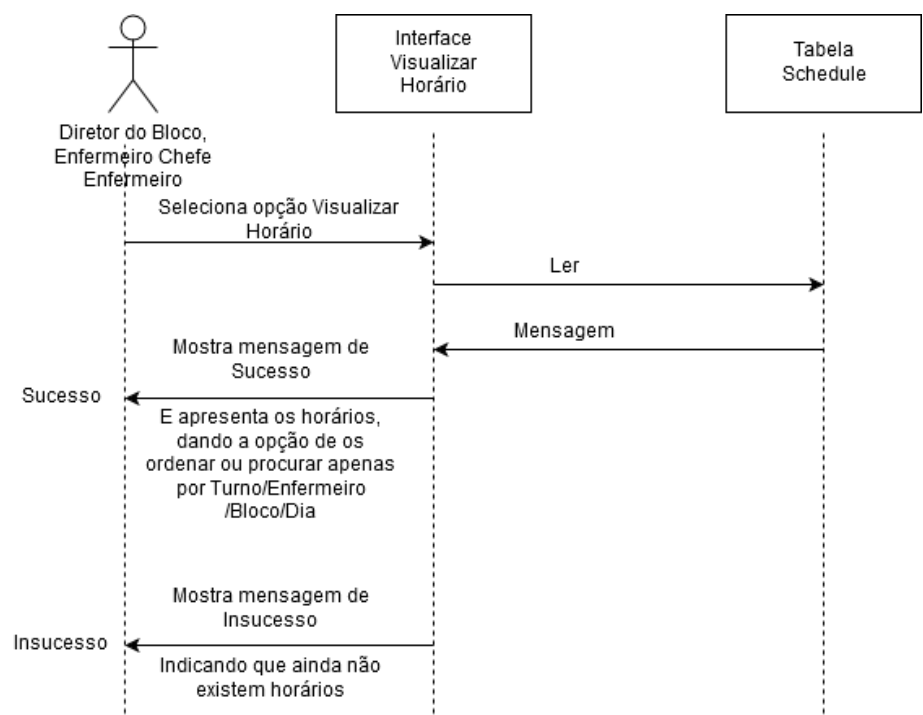 Interface
Visualizar
Horário
Tabela
Schedule
Diretor do Bloco,
Enfermeiro Chefe
Enfermeiro
Seleciona opção Visualizar
Horário
Ler
Mensagem
Mostra mensagem de
Sucesso
Sucesso
E apresenta os horários,
dando a opção de os
ordenar ou procurar apenas
por Turno/Enfermeiro
/Bloco/Dia
Mostra mensagem de
Insucesso
Insucesso
Indicando que ainda não
existem horários